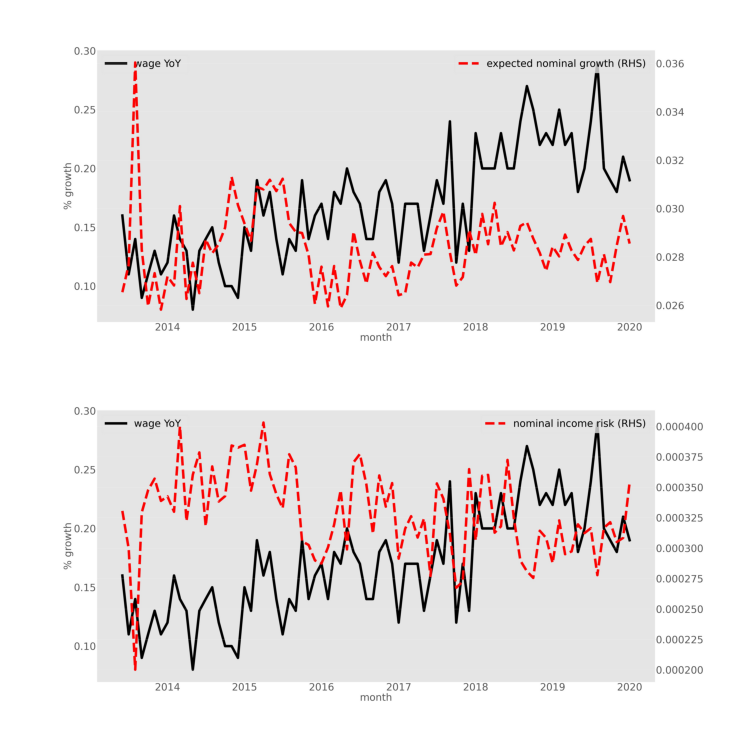 0.30
wage YoY
expected nominal growth (RHS)
0.036
0.25
0.034
0.20
0.032
% growth
0.030
0.15
0.028
0.10
0.026
2014 2015 2016 2017 2018 2019 2020
month
0.30
wage YoY
nominal income risk (RHS)
0.000400
0.25
0.000375
0.000350
0.20
0.000325
% growth
0.000300
0.15
0.000275
0.000250
0.10
0.000225
0.000200
2014 2015 2016 2017 2018 2019 2020
month